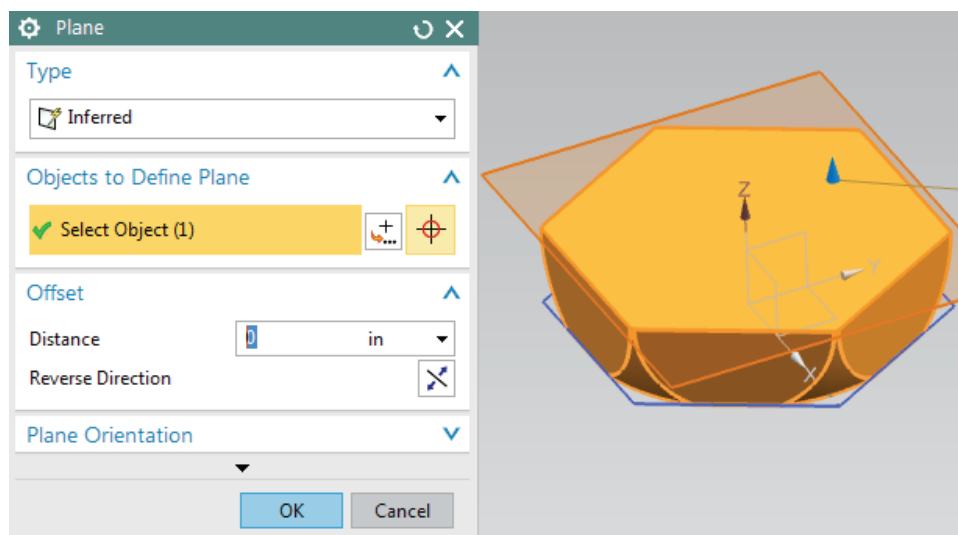 Plane
Type
Inferred
Objects to Define Plane
Select Object (1)
Offset
Distance 0 in
Reverse Direction
Plane Orientation
OK Cancel
Z
Y
X